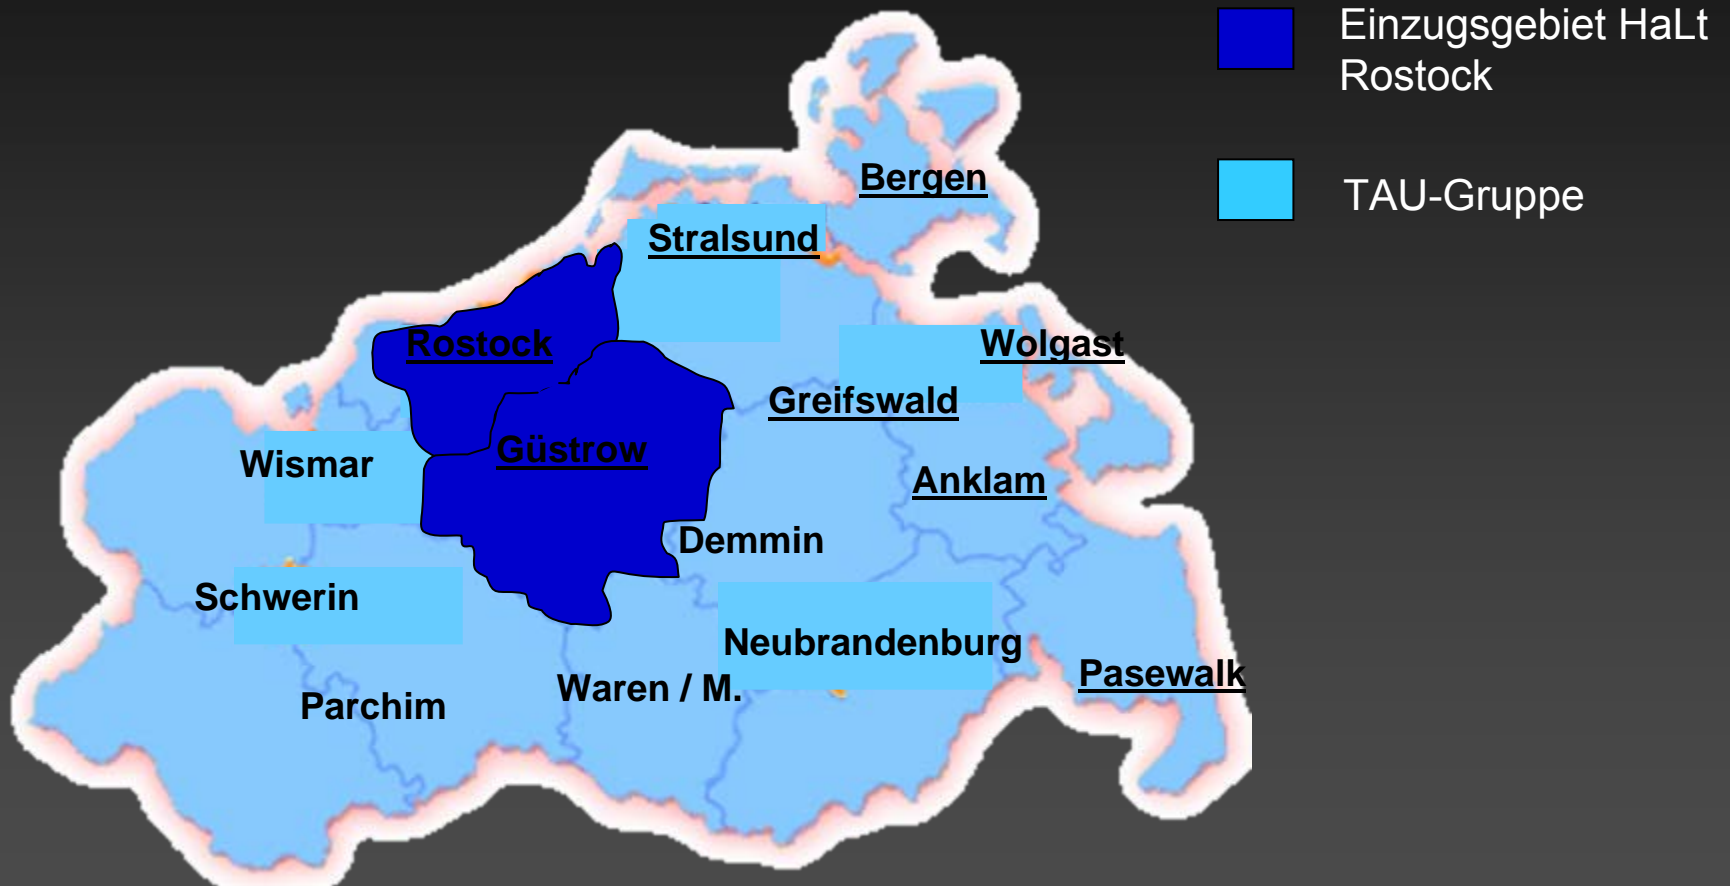 Einzugsgebiet HaLt
Rostock
TAU-Gruppe
Bergen
Stralsund
Rostock
Wolgast
Greifswald
Güstrow
Wismar
Anklam
Demmin
Schwerin
Neubrandenburg
Pasewalk
Waren / M.
Parchim